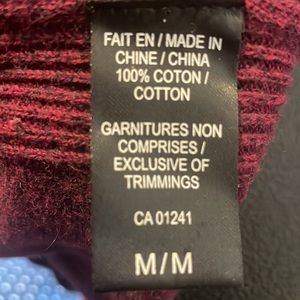 FAIT EN / MADE IN
CHINE / CHINA
100% COTON /
COTTON
GARNITURES NON
COMPRISES /
EXCLUSIVE OF
TRIMMINGS
CA 01241
M/M